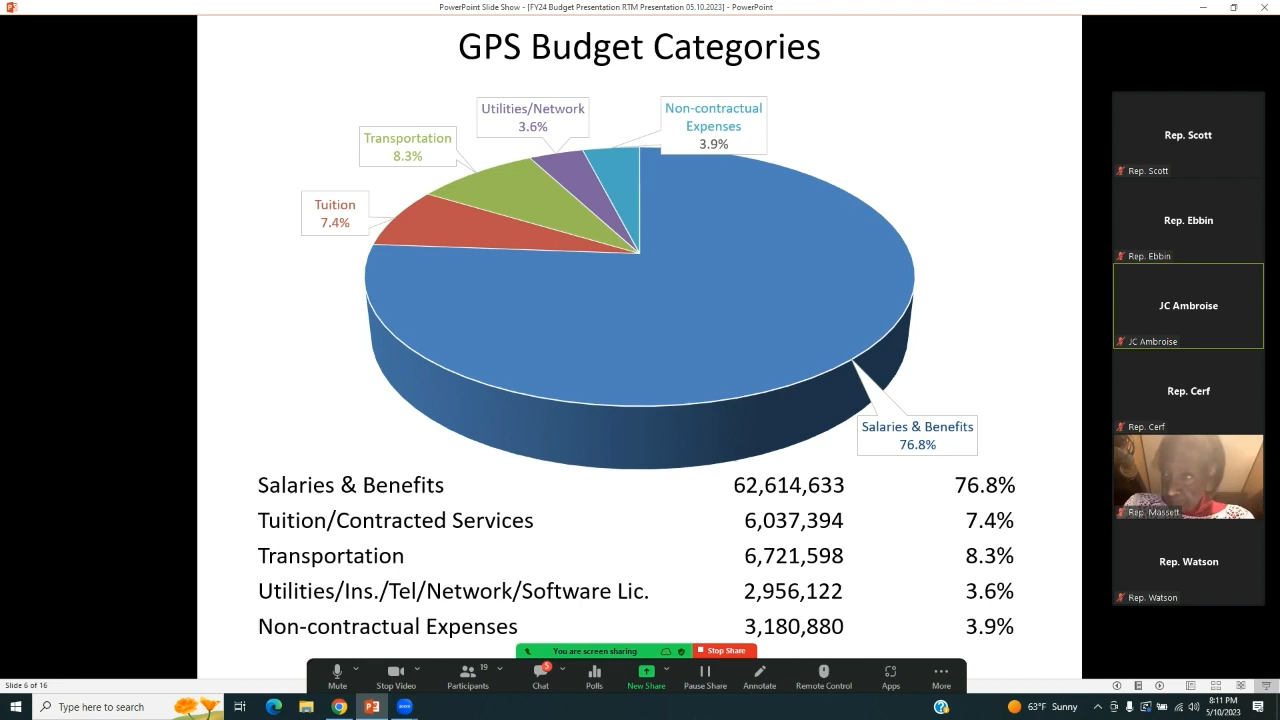 PowerPoint Slide Show - [FY24 Budget Presentation RTM Presentation 05.10.2023] - PowerPoint
GPS Budget Categories
Utilities/Network
3.6%
Non-contractual
Expenses
3.9%
Transportation
8.3%
Tuition
7.4%
Salaries & Benefits
76.8%
Salaries & Benefits 62,614,633 76.8%
Tuition/Contracted Services 6,037,394 7.4%
Transportation 6,721,598 8.3%
Utilities/Ins./Tel/Network/Software Lic. 2,956,122 3.6%
Non-contractual Expenses 3,180,880 3.9%
Rep. Scott
Rep. Scott
Rep. Ebbin
Rep. Ebbin
JC Ambroise
JC Ambroise
Rep. Cerf
Rep. Cerf
Rep. Massett
Rep. Watson
Rep. Watson
You are screen sharing Stop Share
Mute Stop Video Participants 19 Chat 5 Polls New Share Pause Share Annotate Remote Control Apps More
Slide 6 of 16
Type here to search
63°F Sunny
8:11 PM
5/10/2023